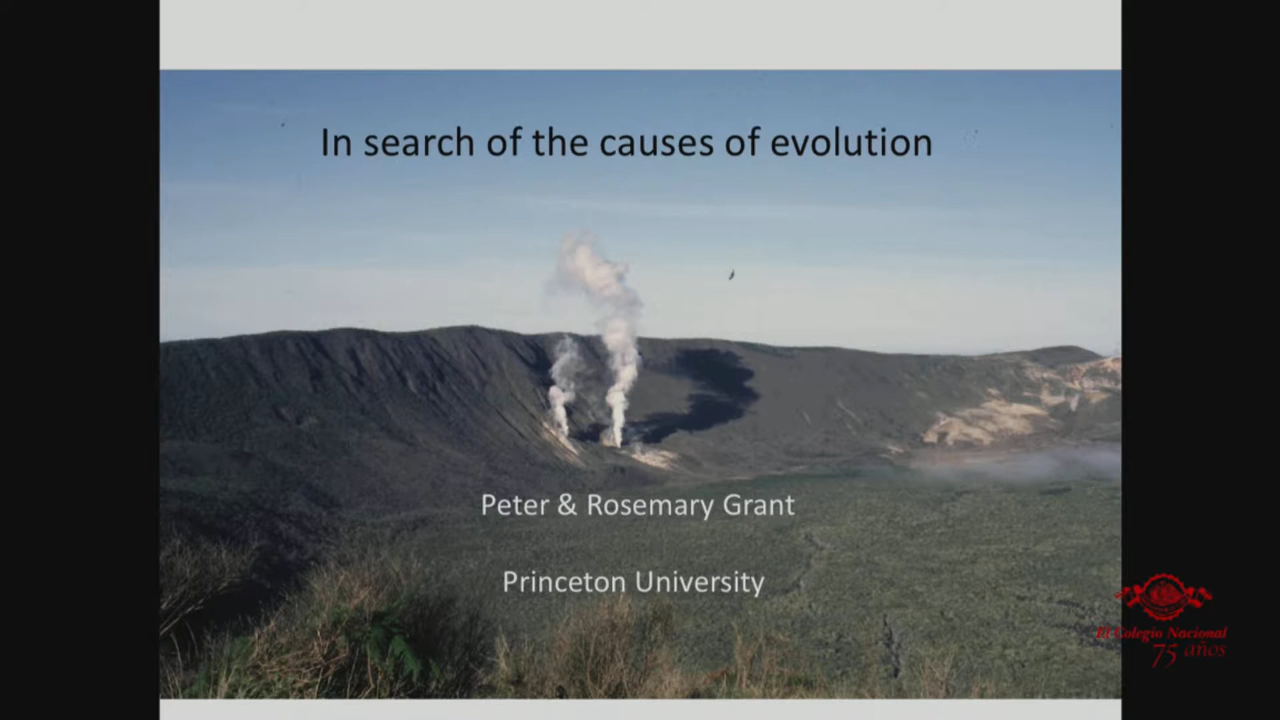 In search of the causes of evolution
Peter & Rosemary Grant
Princeton University
El Colegio Nacional
75 años